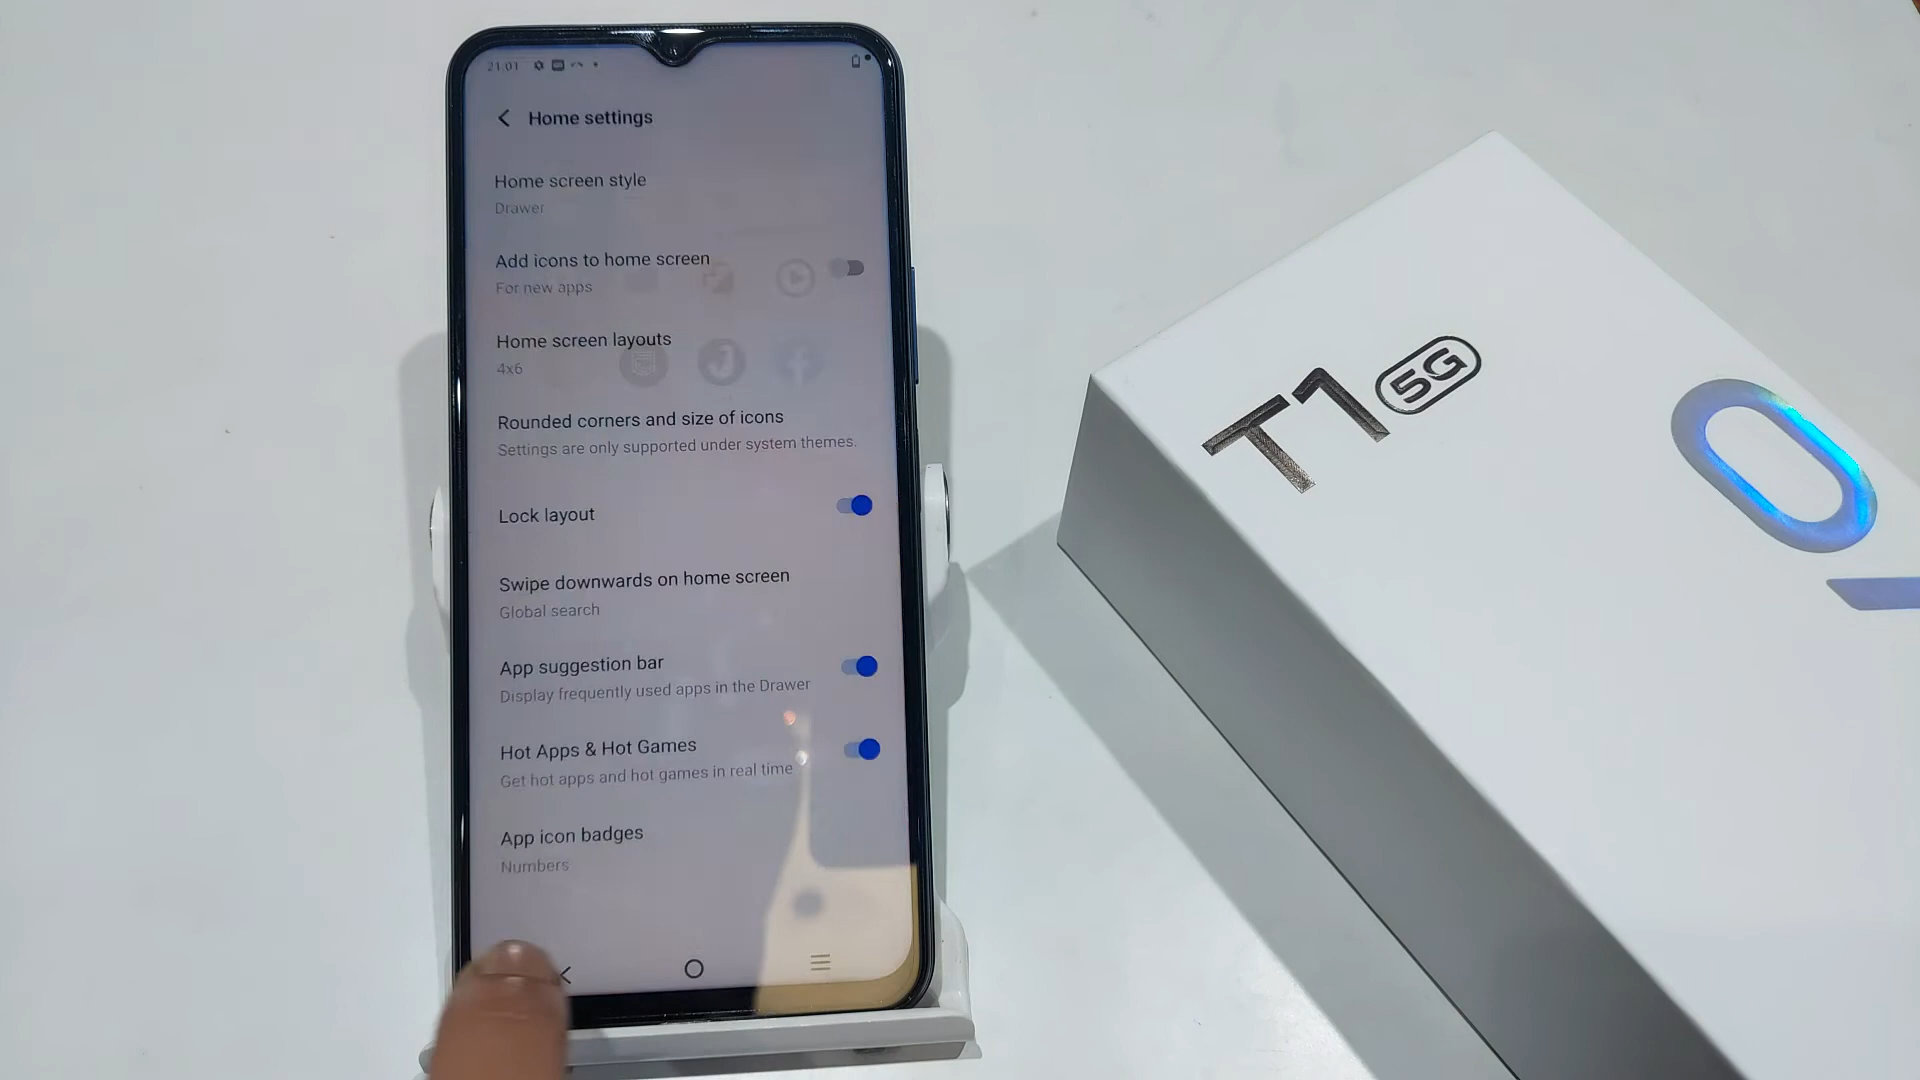 21:01
Home settings
Home screen style
Drawer
Add icons to home screen
For new apps
Home screen layouts
4x6
Rounded corners and size of icons
Settings are only supported under system themes.
Lock layout
Swipe downwards on home screen
Global search
App suggestion bar
Display frequently used apps in the Drawer
Hot Apps & Hot Games
Get hot apps and hot games in real time
App icon badges
Numbers
T1 5G